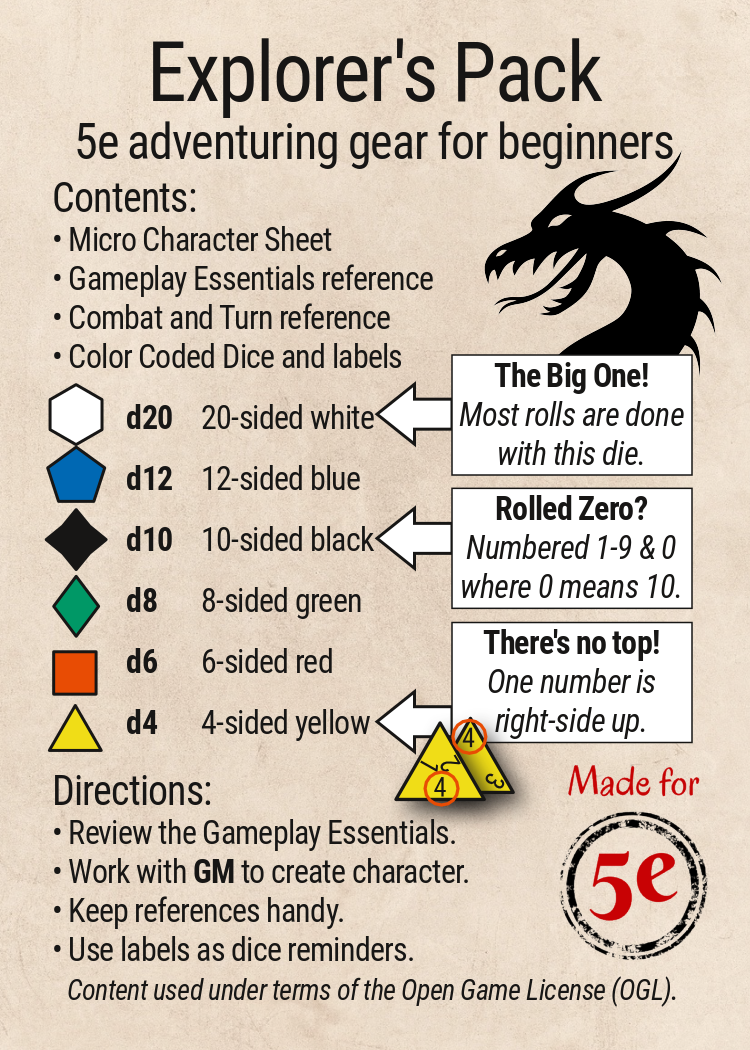 Explorer's Pack
5e adventuring gear for beginners
Contents:
• Micro Character Sheet
• Gameplay Essentials reference
• Combat and Turn reference
• Color Coded Dice and labels
d20 20-sided white
The Big One!
Most rolls are done
with this die.
d12 12-sided blue
d10 10-sided black
Rolled Zero?
Numbered 1-9 & 0
where 0 means 10.
d8 8-sided green
d6 6-sided red
d4 4-sided yellow
There's no top!
One number is
right-side up.
4
1 2
4
3
Directions:
• Review the Gameplay Essentials.
• Work with GM to create character.
• Keep references handy.
• Use labels as dice reminders.
Made for
5e
Content used under terms of the Open Game License (OGL).